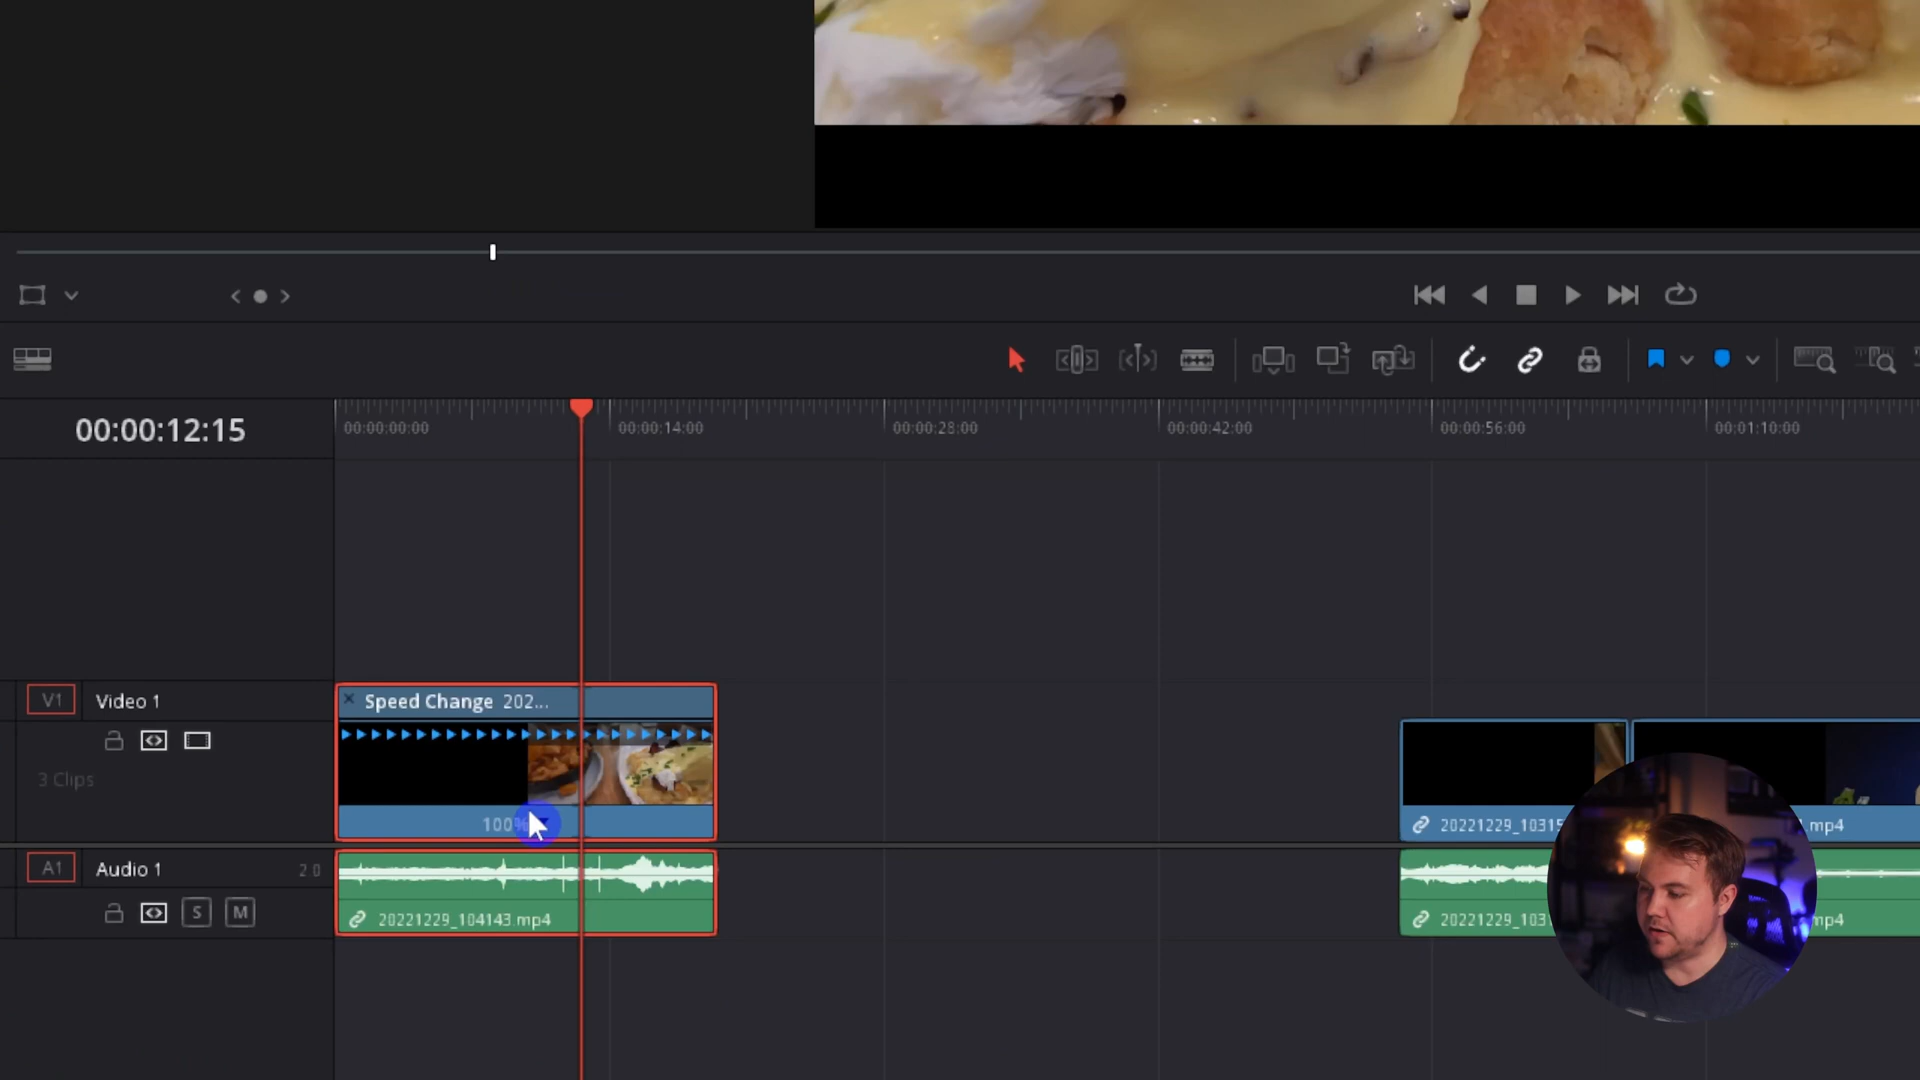 00:00:12:15
00:00:00:00
00:00:14:00
00:00:28:00
00:00:42:00
00:00:56:00
00:01:10:00
V1 Video 1
Speed Change 202...
3 Clips
100%
20221229_1031
.mp4
A1 Audio 1 2.0
S M
20221229_104143.mp4
20221229_103
mp4